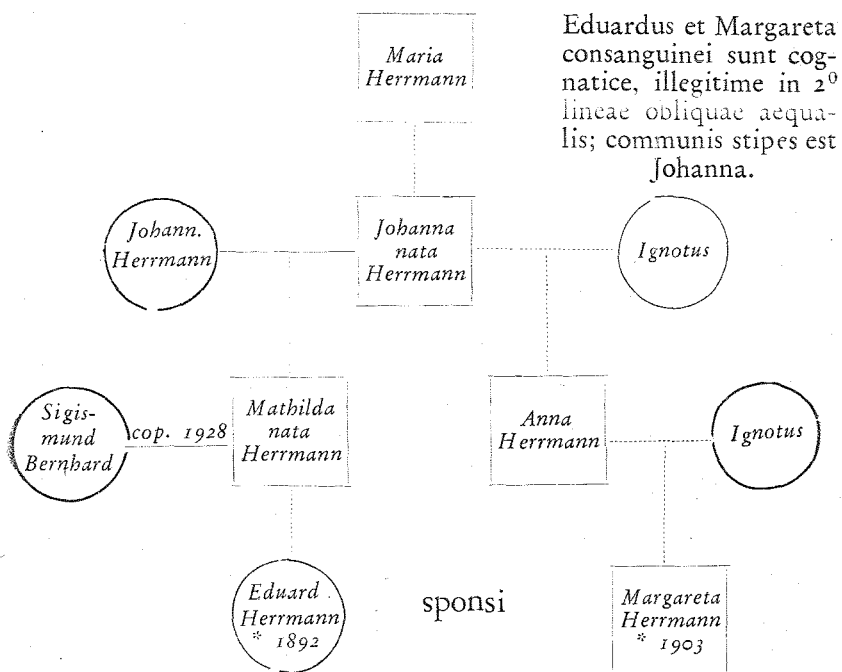 Eduardus et Margareta
consanguinei sunt cog-
natice, illegitime in 2⁰
lineae obliquae aequa-
lis; communis stipes est
Johanna.
Maria
Herrmann
Johann.
Herrmann
Johanna
nata
Herrmann
Ignotus
Sigis-
mund
Bernhard
cop. 1928
Mathilda
nata
Herrmann
Anna
Herrmann
Ignotus
Eduard
Herrmann
* 1892
sponsi
Margareta
Herrmann
* 1903